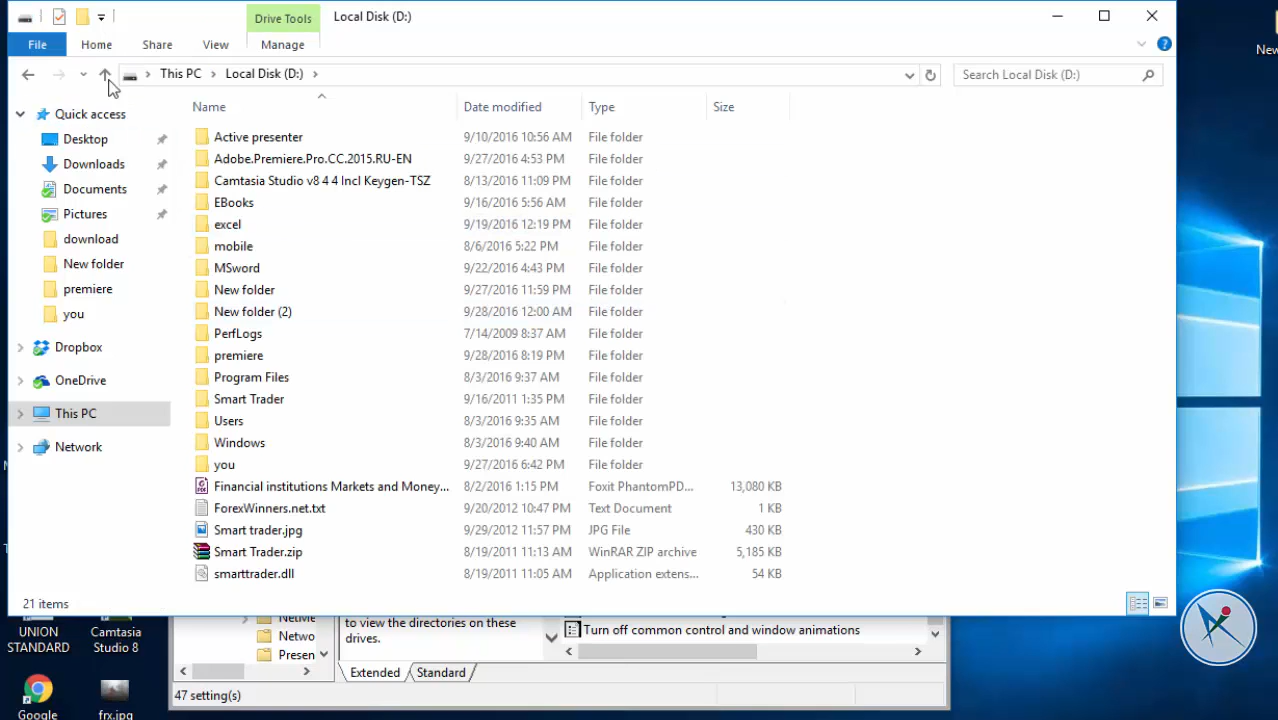 Drive Tools
Local Disk (D:)
File
Home
Share
View
Manage
This PC
Local Disk (D:)
Search Local Disk (D:)
New
Name
Date modified
Type
Size
Quick access
Desktop
Downloads
Documents
Pictures
download
New folder
premiere
you
Dropbox
OneDrive
This PC
Network
Active presenter 9/10/2016 10:56 AM File folder
Adobe.Premiere.Pro.CC.2015.RU-EN 9/27/2016 4:53 PM File folder
Camtasia Studio v8 4 4 Incl Keygen-TSZ 8/13/2016 11:09 PM File folder
EBooks 9/16/2016 5:56 AM File folder
excel 9/19/2016 12:19 PM File folder
mobile 8/6/2016 5:22 PM File folder
MSword 9/22/2016 4:43 PM File folder
New folder 9/27/2016 11:59 PM File folder
New folder (2) 9/28/2016 12:00 AM File folder
PerfLogs 7/14/2009 8:37 AM File folder
premiere 9/28/2016 8:19 PM File folder
Program Files 8/3/2016 9:37 AM File folder
Smart Trader 9/16/2011 1:35 PM File folder
Users 8/3/2016 9:35 AM File folder
Windows 8/3/2016 9:40 AM File folder
you 9/27/2016 6:42 PM File folder
Financial institutions Markets and Money... 8/2/2016 1:15 PM Foxit PhantomPD... 13,080 KB
ForexWinners.net.txt 9/20/2012 10:47 PM Text Document 1 KB
Smart trader.jpg 9/29/2012 11:57 PM JPG File 430 KB
Smart Trader.zip 8/19/2011 11:13 AM WinRAR ZIP archive 5,185 KB
smarttrader.dll 8/19/2011 11:05 AM Application extens... 54 KB
21 items
UNION STANDARD
Camtasia Studio 8
Google
frx.jpg
Netwo
Presen
to view the directories on these
drives.
Turn off common control and window animations
Extended
Standard
47 setting(s)